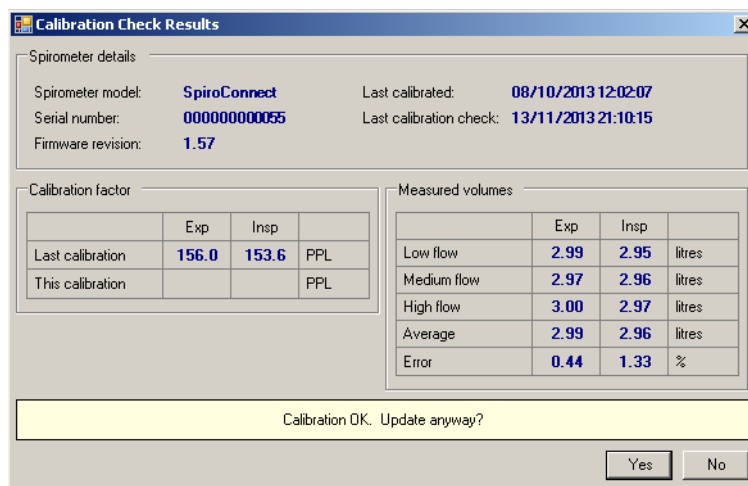 Calibration Check Results
Spirometer details
Spirometer model: SpiroConnect Last calibrated: 08/10/2013 12:02:07
Serial number: 000000000055 Last calibration check: 13/11/2013 21:10:15
Firmware revision: 1.57
Calibration factor
Exp Insp
Last calibration 156.0 153.6 PPL
This calibration PPL
Measured volumes
Exp Insp
Low flow 2.99 2.95 litres
Medium flow 2.97 2.96 litres
High flow 3.00 2.97 litres
Average 2.99 2.96 litres
Error 0.44 1.33 %
Calibration OK. Update anyway?
Yes No